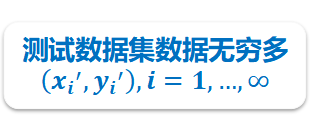 测试数据集数据无穷多
(xᵢ′, yᵢ′), i = 1, …, ∞